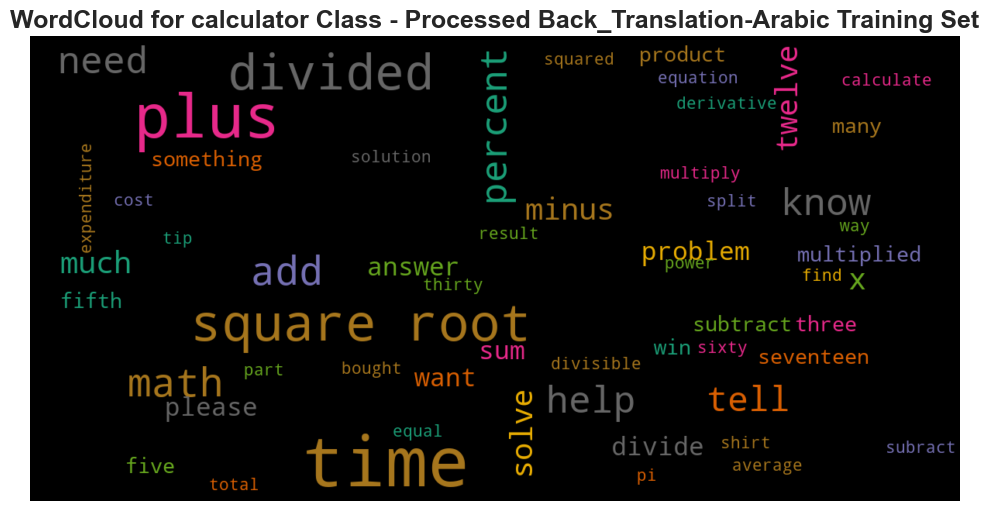 WordCloud for calculator Class - Processed Back_Translation-Arabic Training Set
need
divided
percent
squared
product
equation
derivative
twelve
calculate
many
plus
something
solution
expenditure
cost
tip
multiply
split
know
way
minus
result
problem
power
multiplied
find
x
much
fifth
add
answer
thirty
square root
sum
subtract
three
win
sixty
seventeen
divisible
math
part
bought
want
please
solve
help
tell
equal
time
five
total
divide
shirt
average
pi
subract